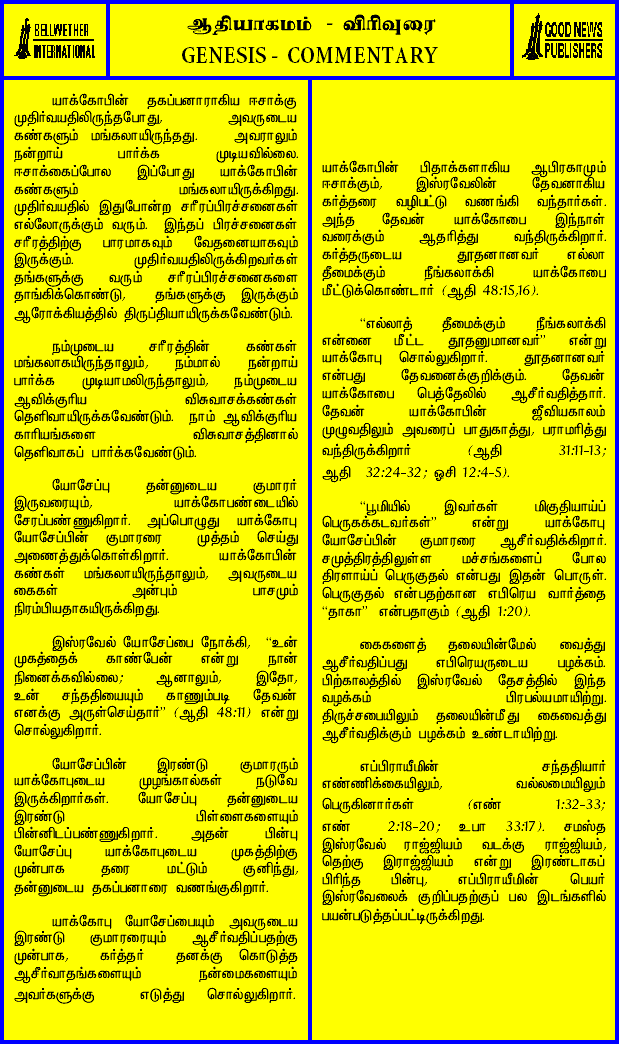 BELLWETHER
INTERNATIONAL
ஆதியாகமம் - விரிவுரை
GENESIS - COMMENTARY
GOOD NEWS
PUBLISHERS
யாக்கோபின் தகப்பனாராகிய ஈசாக்கு
முதிர்வயதிலிருந்தபோது, அவருடைய
கண்களும் மங்கலாயிருந்தது. அவராலும்
நன்றாய் பார்க்க முடியவில்லை.
ஈசாக்கைப்போல இப்போது யாக்கோபின்
கண்களும் மங்கலாயிருக்கிறது.
முதிர்வயதில் இதுபோன்ற சரீரப்பிரச்சனைகள்
எல்லோருக்கும் வரும். இந்தப் பிரச்சனைகள்
சரீரத்திற்கு பாரமாகவும் வேதனையாகவும்
இருக்கும். முதிர்வயதிலிருக்கிறவர்கள்
தங்களுக்கு வரும் சரீரப்பிரச்சனைகளை
தாங்கிக்கொண்டு, தங்களுக்கு இருக்கும்
ஆரோக்கியத்தில் திருப்தியாயிருக்கவேண்டும்.
நம்முடைய சரீரத்தின் கண்கள்
மங்கலாகயிருந்தாலும், நம்மால் நன்றாய்
பார்க்க முடியாமலிருந்தாலும், நம்முடைய
ஆவிக்குரிய விசுவாசக்கண்கள்
தெளிவாயிருக்கவேண்டும். நாம் ஆவிக்குரிய
காரியங்களை விசுவாசத்தினால்
தெளிவாகப் பார்க்கவேண்டும்.
யோசேப்பு தன்னுடைய குமாரர்
இருவரையும், யாக்கோபண்டையில்
சேரப்பண்ணுகிறார். அப்பொழுது யாக்கோபு
யோசேப்பின் குமாரரை முத்தம் செய்து
அணைத்துக்கொள்கிறார். யாக்கோபின்
கண்கள் மங்கலாயிருந்தாலும், அவருடைய
கைகள் அன்பும் பாசமும்
நிரம்பியதாகயிருக்கிறது.
இஸ்ரவேல் யோசேப்பை நோக்கி, “உன்
முகத்தைக் காண்பேன் என்று நான்
நினைக்கவில்லை; ஆனாலும், இதோ,
உன் சந்ததியையும் காணும்படி தேவன்
எனக்கு அருள்செய்தார்” (ஆதி 48:11) என்று
சொல்லுகிறார்.
யோசேப்பின் இரண்டு குமாரரும்
யாக்கோபுடைய முழங்கால்கள் நடுவே
இருக்கிறார்கள். யோசேப்பு தன்னுடைய
இரண்டு பிள்ளைகளையும்
பின்னிடப்பண்ணுகிறார். அதன் பின்பு
யோசேப்பு யாக்கோபுடைய முகத்திற்கு
முன்பாக தரை மட்டும் குனிந்து,
தன்னுடைய தகப்பனாரை வணங்குகிறார்.
யாக்கோபு யோசேப்பையும் அவருடைய
இரண்டு குமாரரையும் ஆசீர்வதிப்பதற்கு
முன்பாக, கர்த்தர் தனக்கு கொடுத்த
ஆசீர்வாதங்களையும் நன்மைகளையும்
அவர்களுக்கு எடுத்து சொல்லுகிறார்.
யாக்கோபின் பிதாக்களாகிய ஆபிரகாமும்
ஈசாக்கும், இஸ்ரவேலின் தேவனாகிய
கர்த்தரை வழிபட்டு வணங்கி வந்தார்கள்.
அந்த தேவன் யாக்கோபை இந்நாள்
வரைக்கும் ஆதரித்து வந்திருக்கிறார்.
கர்த்தருடைய தூதனானவர் எல்லா
தீமைக்கும் நீங்கலாக்கி யாக்கோபை
மீட்டுக்கொண்டார் (ஆதி 48:15,16).
“எல்லாத் தீமைக்கும் நீங்கலாக்கி
என்னை மீட்ட தூதனுமானவர்” என்று
யாக்கோபு சொல்லுகிறார். தூதனானவர்
என்பது தேவனைக்குறிக்கும். தேவன்
யாக்கோபை பெத்தேலில் ஆசீர்வதித்தார்.
தேவன் யாக்கோபின் ஜீவியகாலம்
முழுவதிலும் அவரைப் பாதுகாத்து, பராமரித்து
வந்திருக்கிறார் (ஆதி 31:11-13;
ஆதி 32:24-32; ஓசி 12:4-5).
“பூமியில் இவர்கள் மிகுதியாய்ப்
பெருகக்கடவர்கள்” என்று யாக்கோபு
யோசேப்பின் குமாரரை ஆசீர்வதிக்கிறார்.
சமுத்திரத்திலுள்ள மச்சங்களைப் போல
திரளாய்ப் பெருகுதல் என்பது இதன் பொருள்.
பெருகுதல் என்பதற்கான எபிரெய வார்த்தை
“தாகா” என்பதாகும் (ஆதி 1:20).
கைகளைத் தலையின்மேல் வைத்து
ஆசீர்வதிப்பது எபிரெயருடைய பழக்கம்.
பிற்காலத்தில் இஸ்ரவேல் தேசத்தில் இந்த
வழக்கம் பிரபல்யமாயிற்று.
திருச்சபையிலும் தலையின்மீது கைவைத்து
ஆசீர்வதிக்கும் பழக்கம் உண்டாயிற்று.
எப்பிராயீமின் சந்ததியார்
எண்ணிக்கையிலும், வல்லமையிலும்
பெருகினார்கள் (எண் 1:32-33;
எண் 2:18-20; உபா 33:17). சமஸ்த
இஸ்ரவேல் ராஜ்ஜியம் வடக்கு ராஜ்ஜியம்,
தெற்கு இராஜ்ஜியம் என்று இரண்டாகப்
பிரிந்த பின்பு, எப்பிராயீமின் பெயர்
இஸ்ரவேலைக் குறிப்பதற்குப் பல இடங்களில்
பயன்படுத்தப்பட்டிருக்கிறது.